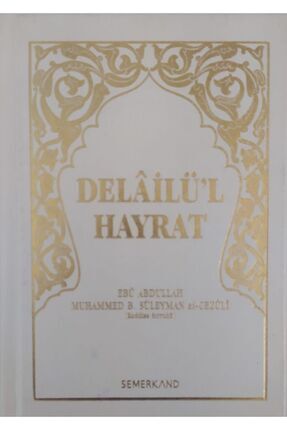 DELÂİLÜ'L
HAYRAT
EBÛ ABDULLAH
MUHAMMED B. SÜLEYMAN el-CEZÛLÎ
SEMERKAND